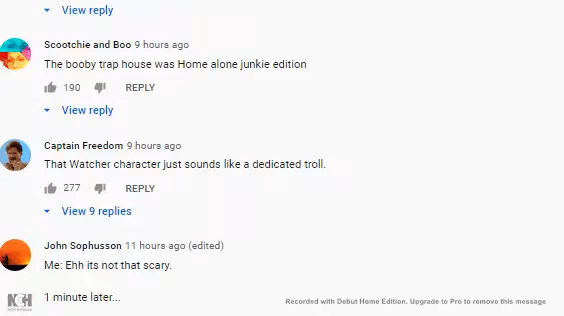 View reply
Scootchie and Boo 9 hours ago
The booby trap house was Home alone junkie edition
190 REPLY
View reply
Captain Freedom 9 hours ago
That Watcher character just sounds like a dedicated troll.
277 REPLY
View 9 replies
John Sophusson 11 hours ago (edited)
Me: Ehh its not that scary.
1 minute later...
NCH
Recorded with Debut Home Edition. Upgrade to Pro to remove this message